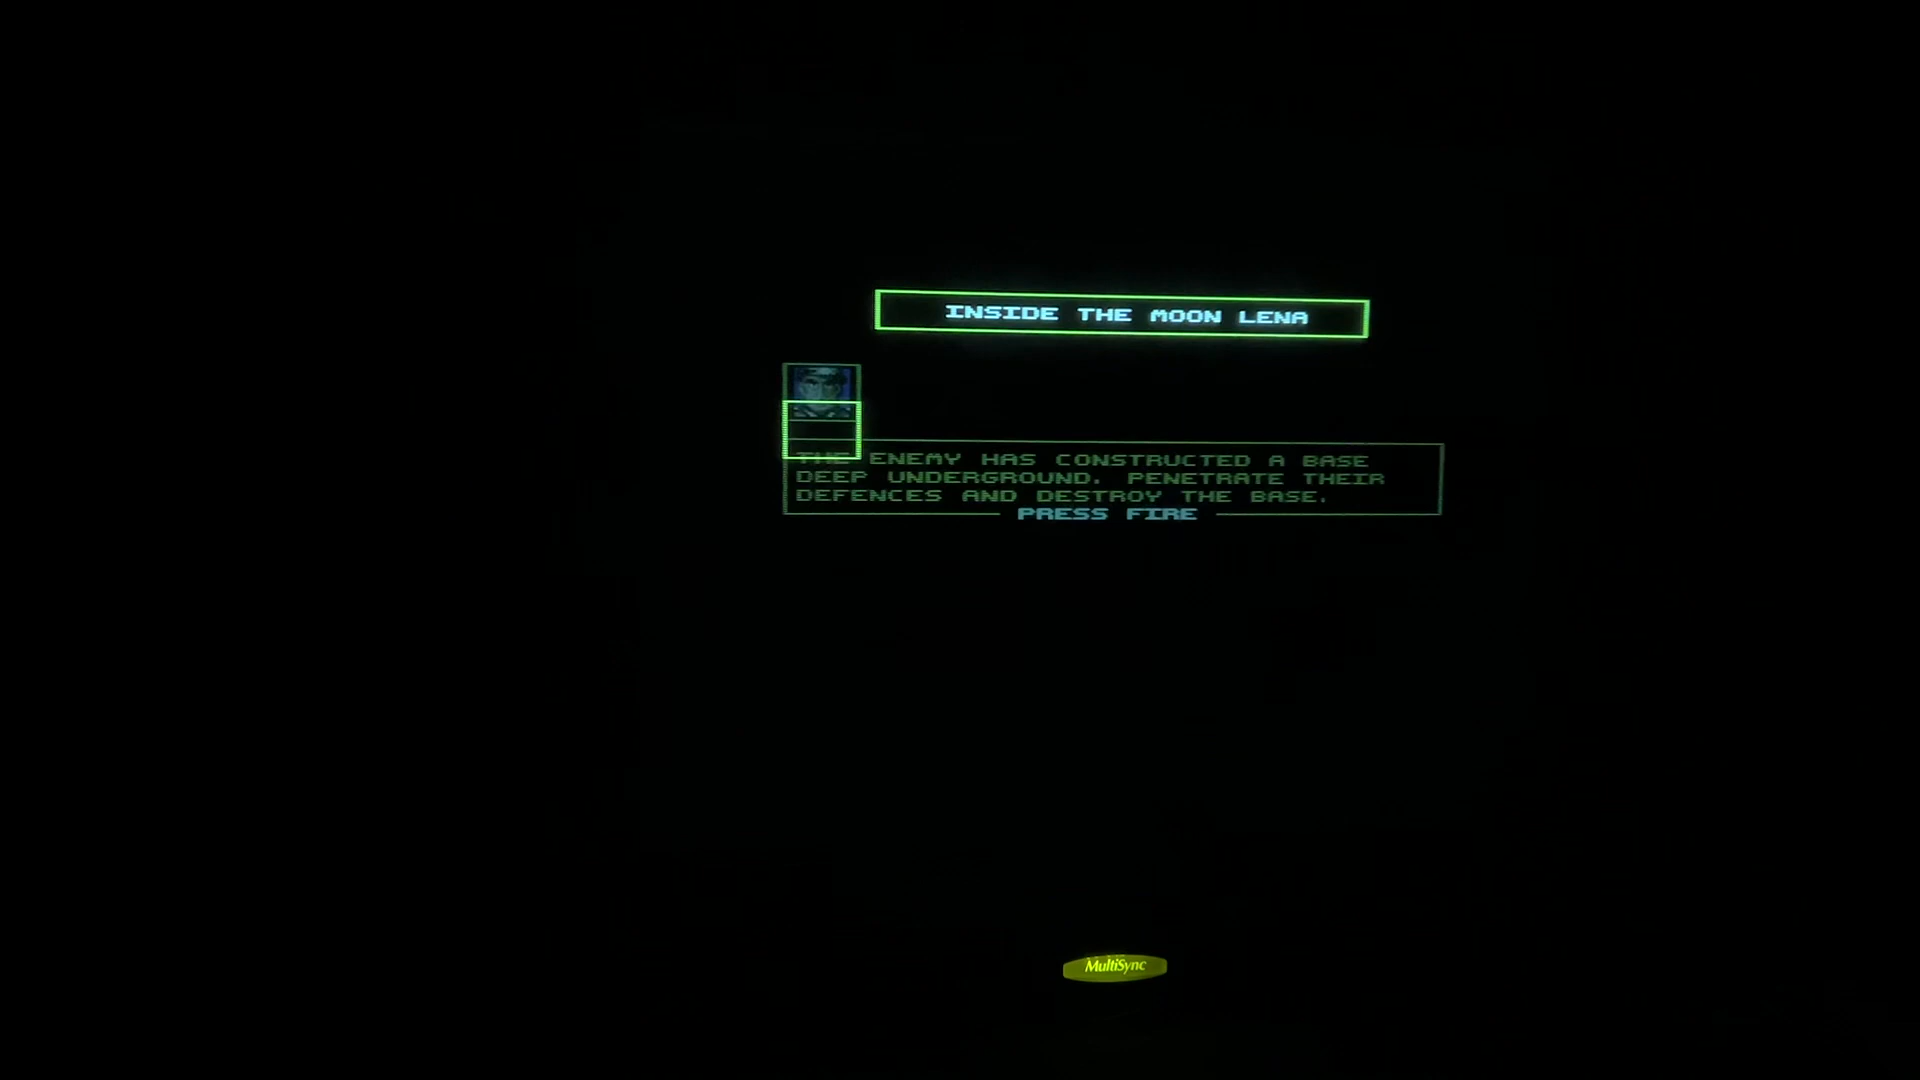 INSIDE THE MOON LENA
THE ENEMY HAS CONSTRUCTED A BASE
DEEP UNDERGROUND. PENETRATE THEIR
DEFENCES AND DESTROY THE BASE.
PRESS FIRE
MultiSync